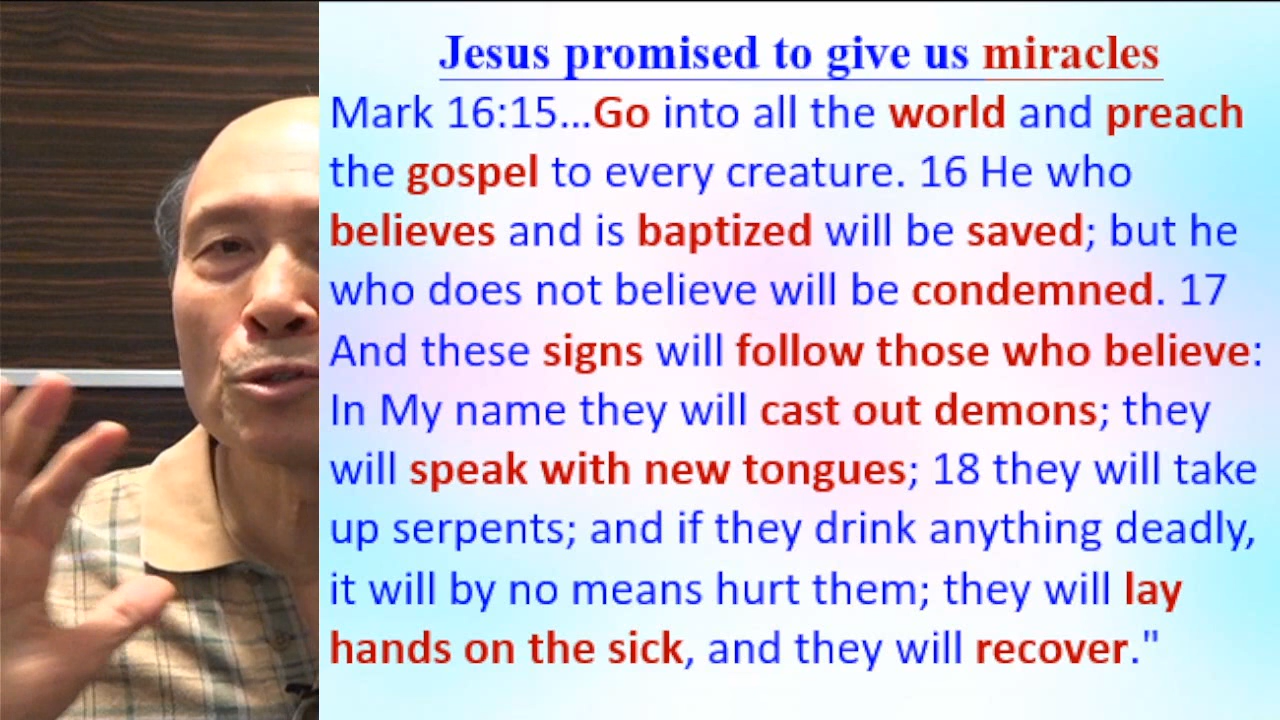 Jesus promised to give us miracles
Mark 16:15...Go into all the world and preach
the gospel to every creature. 16 He who
believes and is baptized will be saved; but he
who does not believe will be condemned. 17
And these signs will follow those who believe:
In My name they will cast out demons; they
will speak with new tongues; 18 they will take
up serpents; and if they drink anything deadly,
it will by no means hurt them; they will lay
hands on the sick, and they will recover."